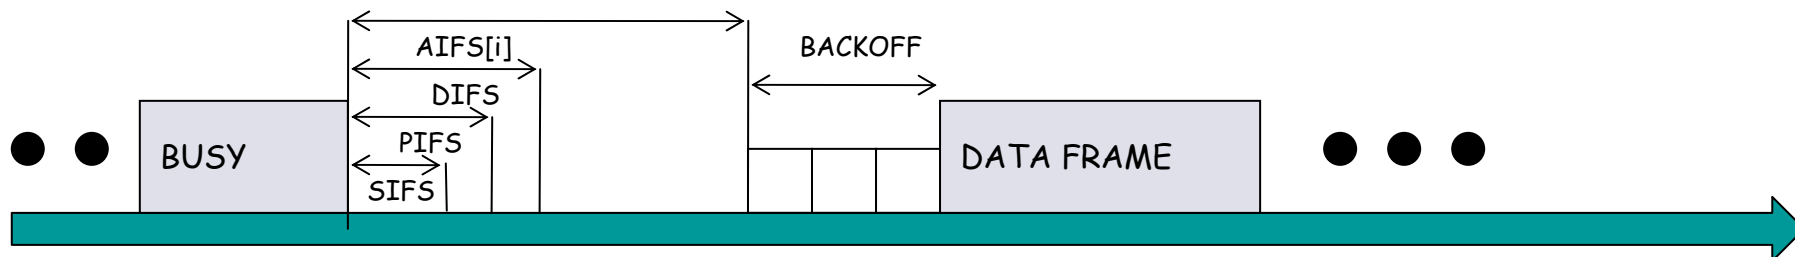 AIFS[i]
BACKOFF
DIFS
PIFS
BUSY
DATA FRAME
SIFS